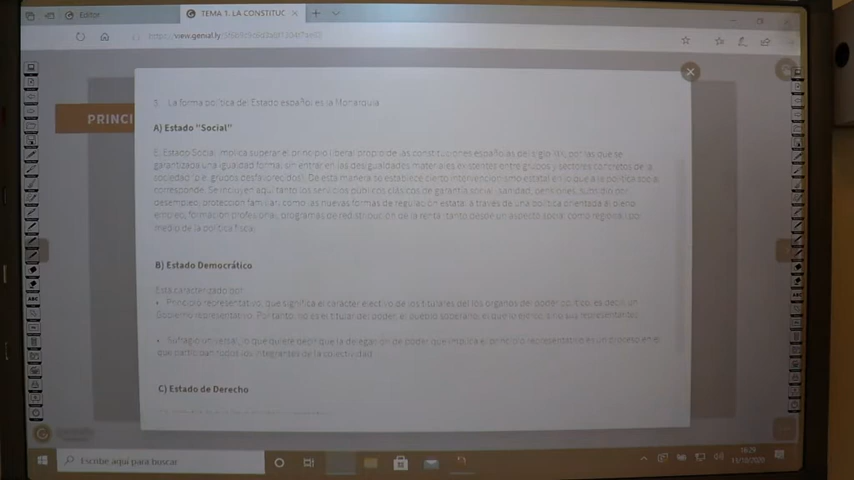 Editor
TEMA 1. LA CONSTITUC
view.genial.ly/
PRINCI
La forma política del Estado español es la Monarquía
A) Estado "Social"
El Estado Social implica superar el principio liberal propio de las constituciones españolas del siglo XIX, por las que se
garantizada una igualdad formal sin entrar en las desigualdades materiales existentes entre grupos y sectores concretos de la
sociedad (p.ej. grupos desfavorecidos). De esta manera se establece cierto intervencionismo estatal en lo que a la política social
corresponde. Se incluyen aquí tanto los servicios públicos clásicos de garantía social (sanidad, pensiones, subsidio por
desempleo, protección familiar, como las nuevas formas de regulación estatal a través de una política orientada al pleno
empleo, formación profesional, programas de redistribución de la renta (tanto desde un aspecto social como regional) por
medio de la política fiscal.
B) Estado Democrático
Está caracterizado por:
• Principio representativo, que significa el carácter electivo de los titulares de los órganos del poder político, es decir, un
Gobierno representativo. Por tanto, no es el titular del poder, el pueblo soberano, el que lo ejerce, sino sus representantes.
• Sufragio universal, lo que quiere decir que la delegación de poder que implica el principio representativo es un proceso en el
que participan todos los integrantes de la colectividad.
C) Estado de Derecho
ABC
ABC
Escribe aquí para buscar